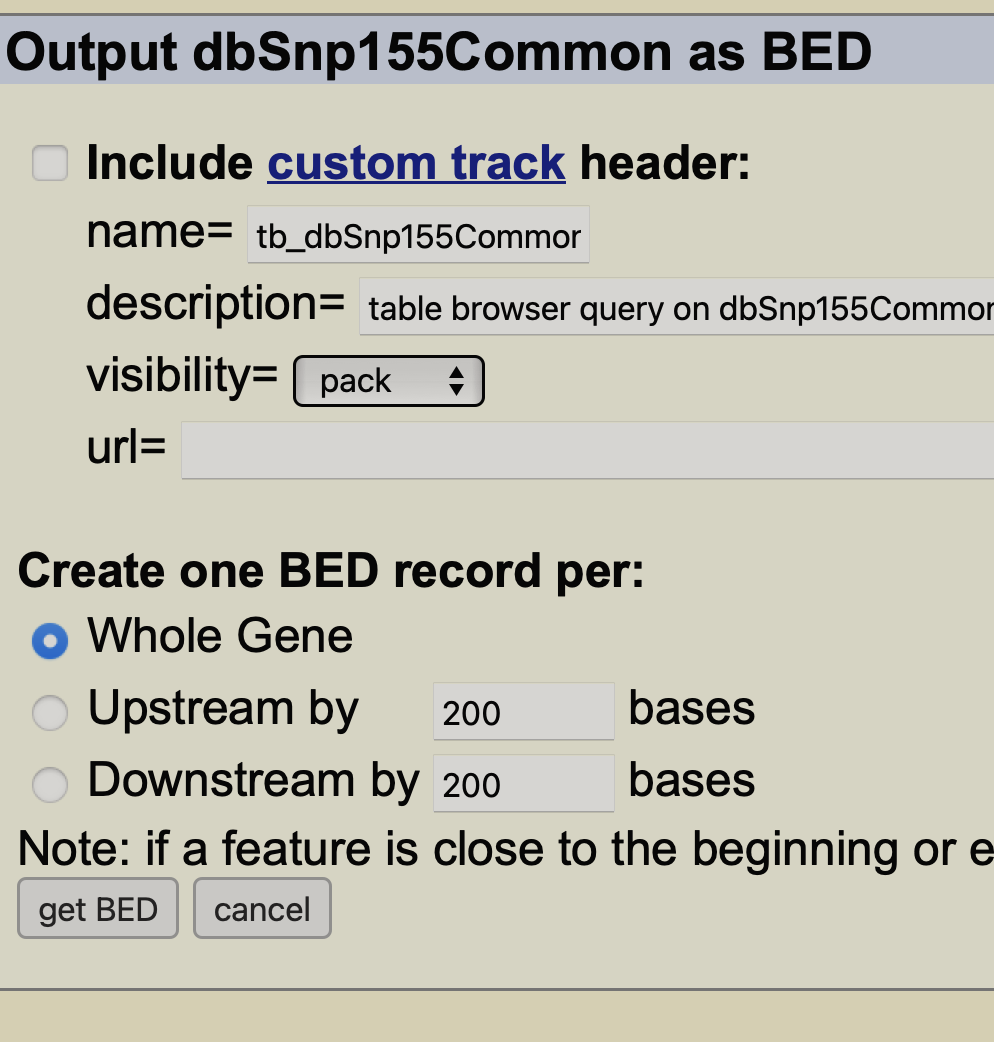 Output dbSnp155Common as BED
Include custom track header:
name= tb_dbSnp155Commor
description= table browser query on dbSnp155Commor
visibility= pack
url=
Create one BED record per:
Whole Gene
Upstream by 200 bases
Downstream by 200 bases
Note: if a feature is close to the beginning or e
get BED cancel